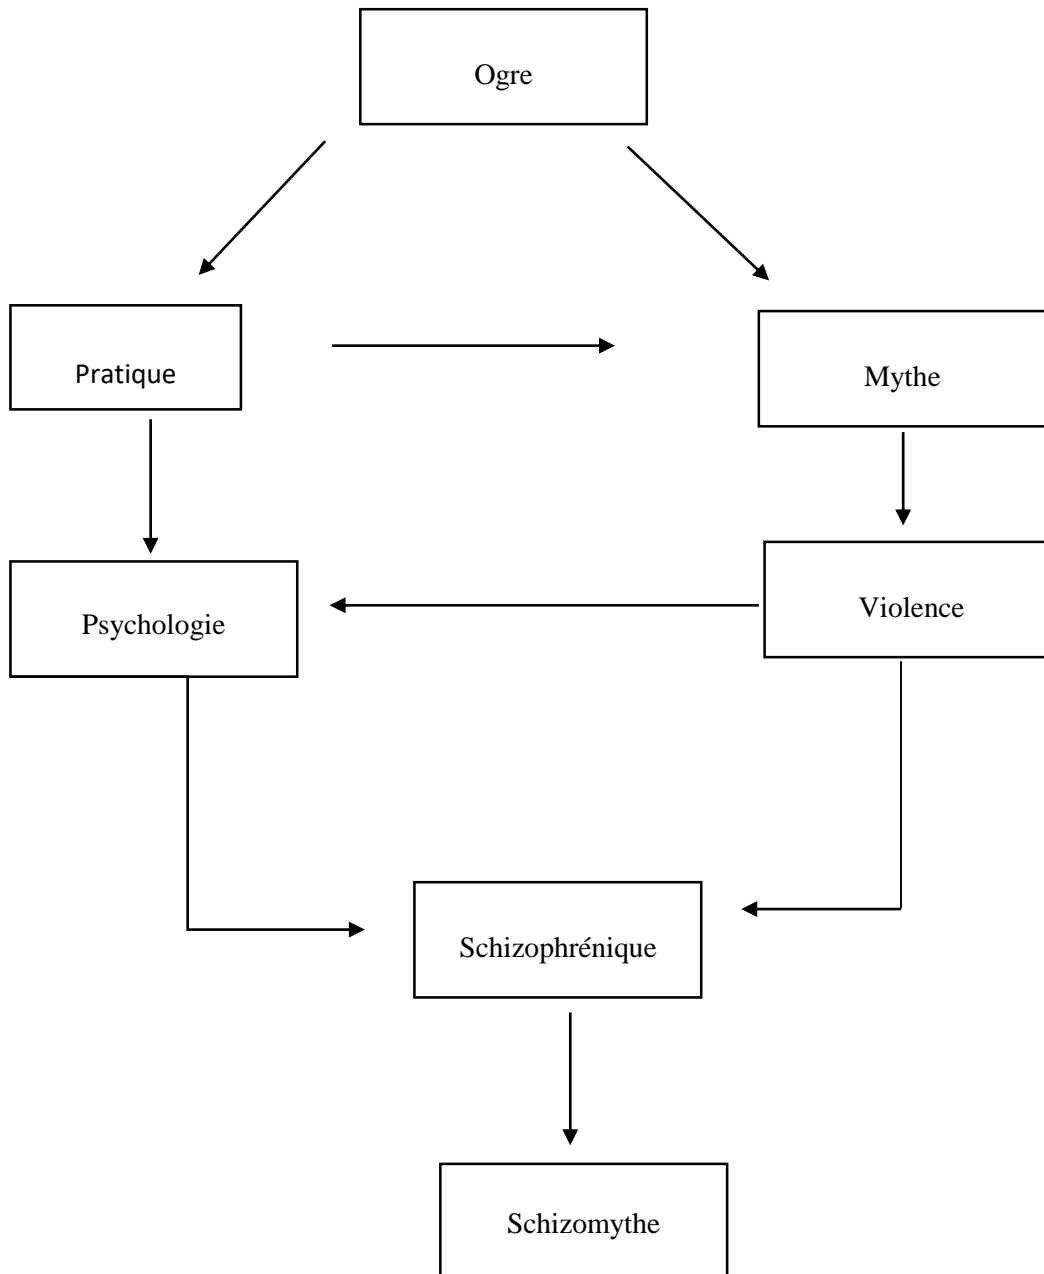 Ogre
Pratique
Mythe
Psychologie
Violence
Schizophrénique
Schizomythe